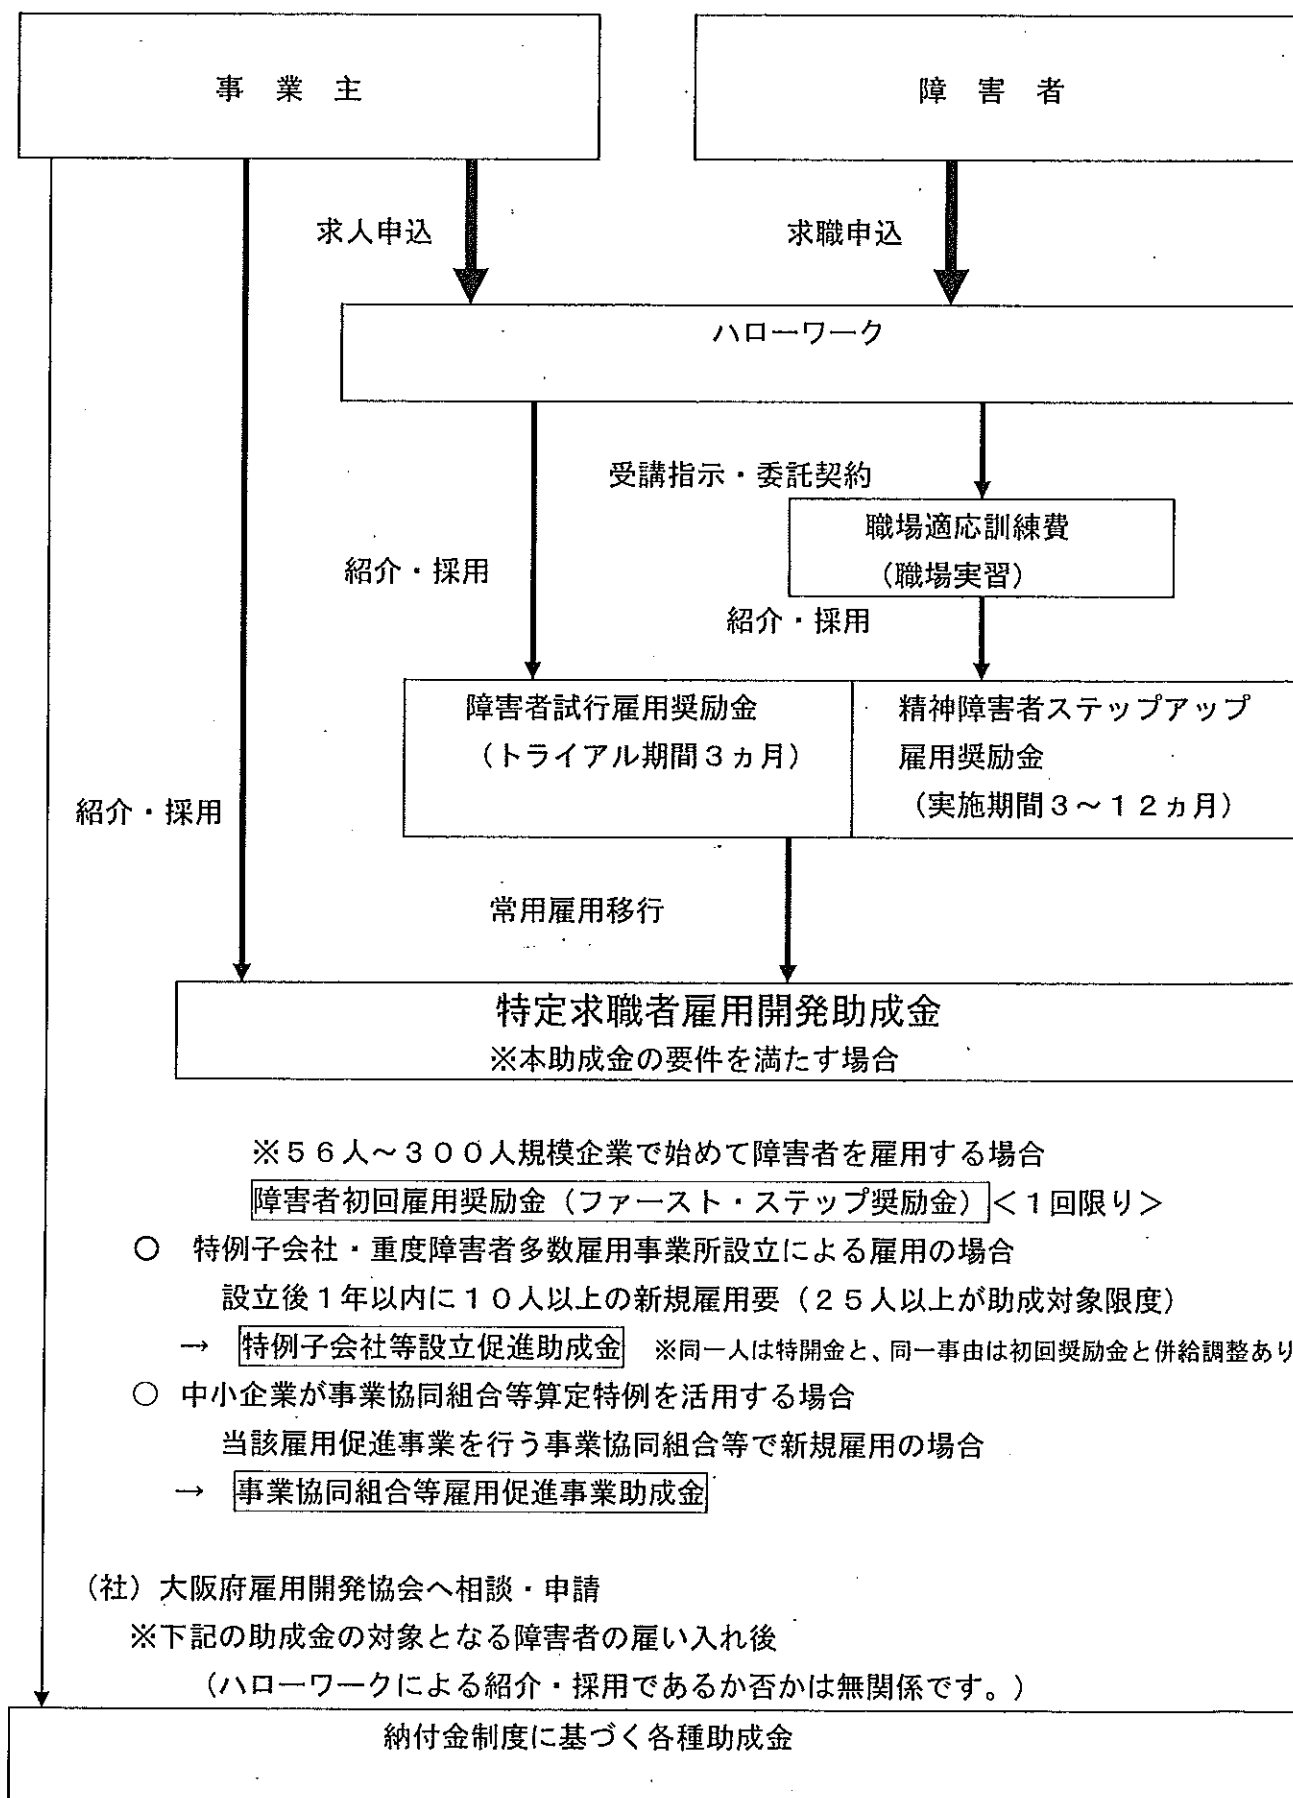 事業主
障害者
求人申込
求職申込
ハローワーク
受講指示・委託契約
職場適応訓練費
（職場実習）
紹介・採用
紹介・採用
障害者試行雇用奨励金
（トライアル期間３ヵ月）
精神障害者ステップアップ
雇用奨励金
（実施期間３～１２ヵ月）
紹介・採用
常用雇用移行
特定求職者雇用開発助成金
※本助成金の要件を満たす場合
※５６人～３００人規模企業で始めて障害者を雇用する場合
障害者初回雇用奨励金（ファースト・ステップ奨励金）＜１回限り＞
○　特例子会社・重度障害者多数雇用事業所設立による雇用の場合
設立後１年以内に１０人以上の新規雇用要（２５人以上が助成対象限度）
→　特例子会社等設立促進助成金　※同一人は特開金と、同一事由は初回奨励金と併給調整あり
○　中小企業が事業協同組合等算定特例を活用する場合
当該雇用促進事業を行う事業協同組合等で新規雇用の場合
→　事業協同組合等雇用促進事業助成金
（社）大阪府雇用開発協会へ相談・申請
※下記の助成金の対象となる障害者の雇い入れ後
（ハローワークによる紹介・採用であるか否かは無関係です。）
納付金制度に基づく各種助成金